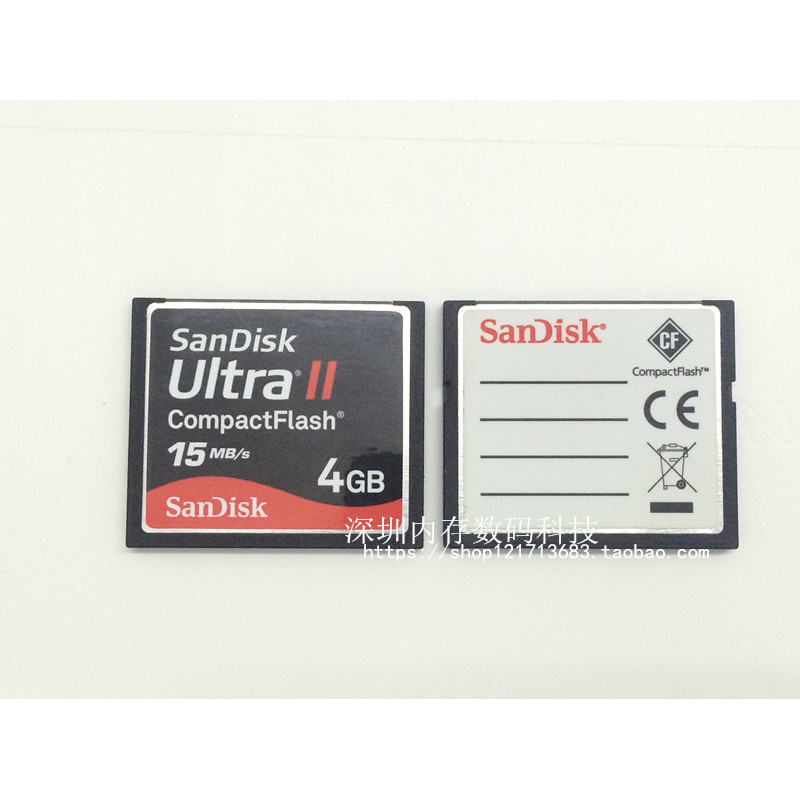 SanDisk
Ultra® II
CompactFlash®
15 MB/s
4GB
SanDisk
SanDisk®
CF
CompactFlash™
CE
深圳内存数码科技
https://shop121713683.taobao.com